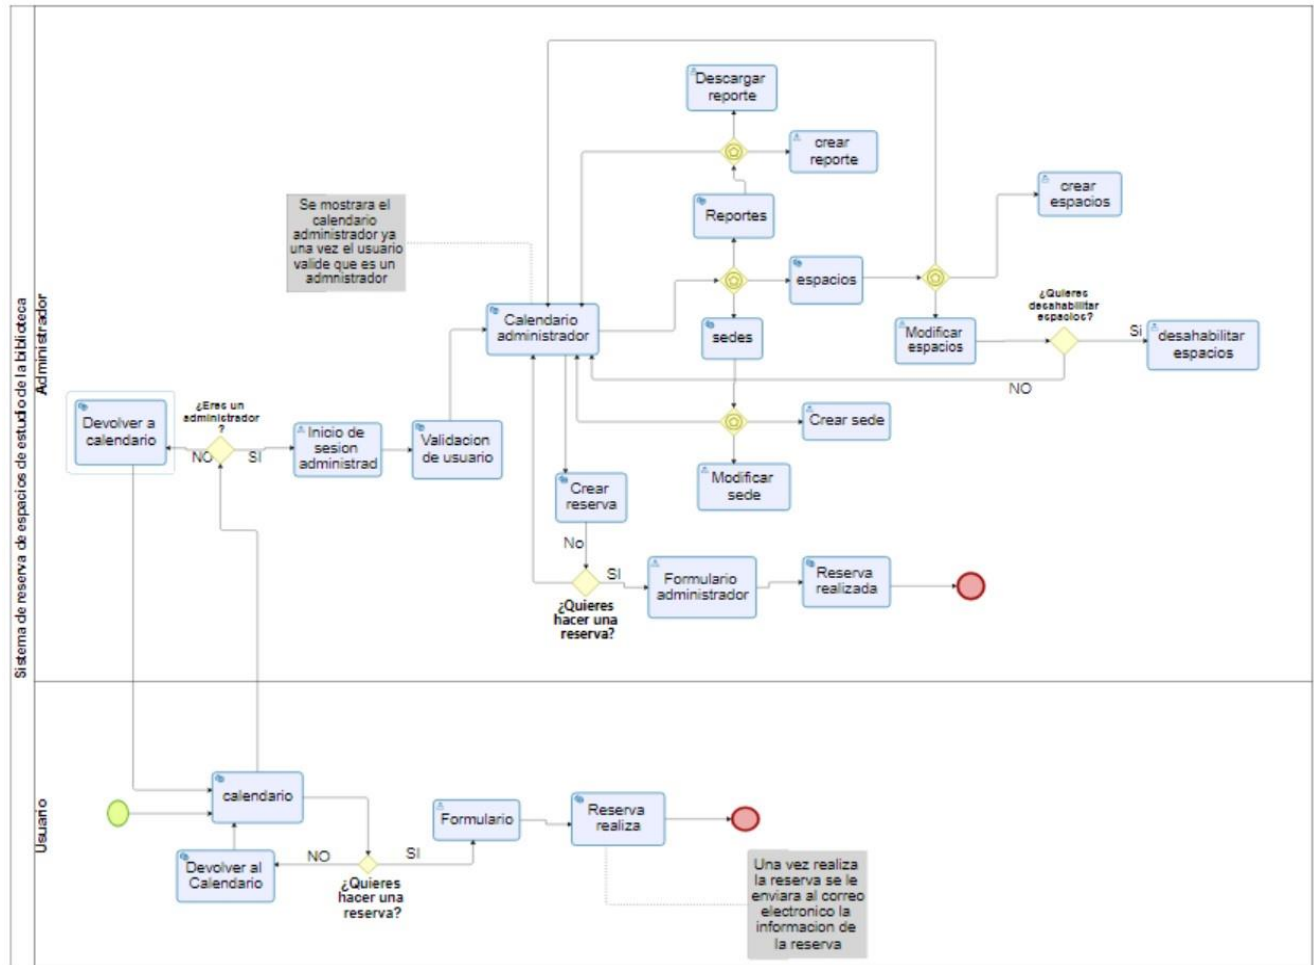 Sistema de reserva de espacios de estudio de la biblioteca
Administrador
Descargar
reporte
crear
reporte
Se mostrara el
calendario
administrador ya
una vez el usuario
valide que es un
admnistrador
Reportes
crear
espacios
espacios
¿Quieres
desahabilitar
espacios?
Calendario
administrador
sedes
Modificar
espacios
Si
desahabilitar
espacios
NO
Devolver a
calendario
¿Eres un
administrador
?
NO
SI
Inicio de
sesion
administrad
Validacion
de usuario
Crear sede
Modificar
sede
Crear
reserva
No
SI
¿Quieres
hacer una
reserva?
Formulario
administrador
Reserva
realizada
Usuario
calendario
Devolver al
Calendario
NO
SI
¿Quieres
hacer una
reserva?
Formulario
Reserva
realiza
Una vez realiza
la reserva se le
enviara al correo
electronico la
informacion de
la reserva